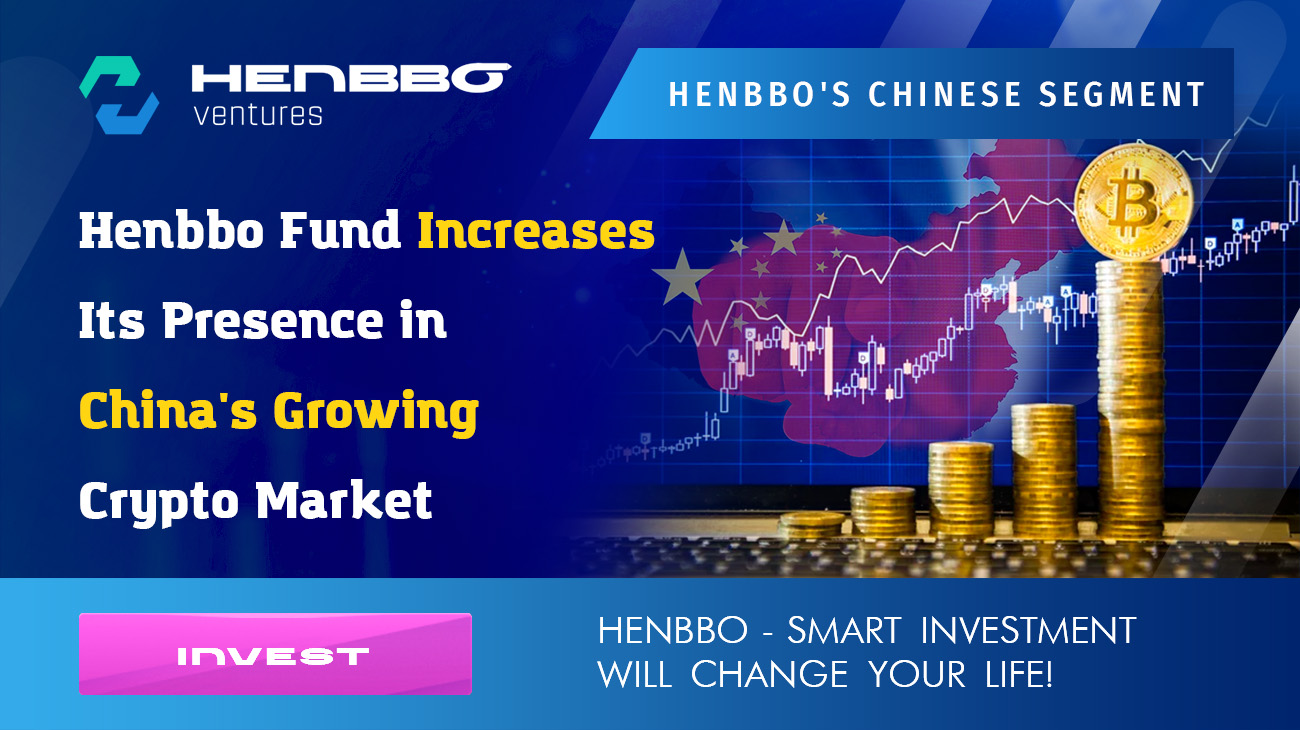 HENBBO
ventures
HENBBO'S CHINESE SEGMENT
Henbbo Fund Increases
Its Presence in
China's Growing
Crypto Market
INVEST
HENBBO - SMART INVESTMENT
WILL CHANGE YOUR LIFE!